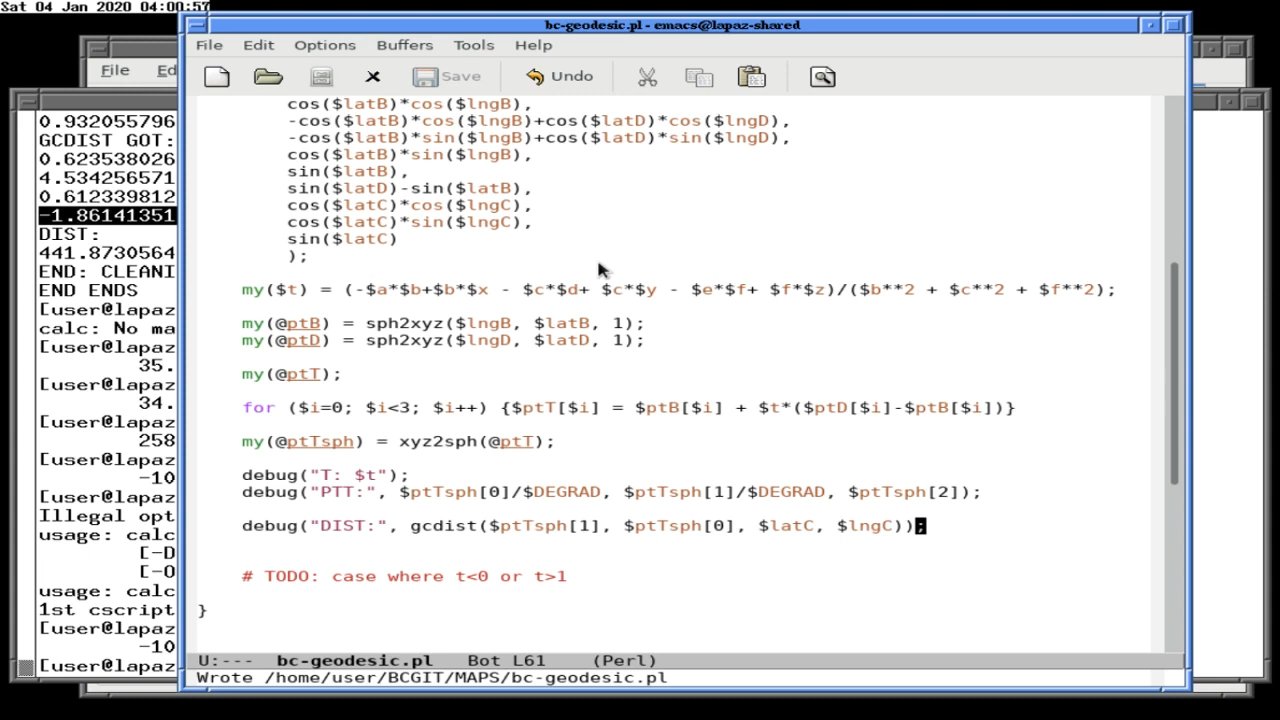 Sat 04 Jan 2020 04:00:57
bc-geodesic.pl - emacs@lapaz-shared
File Edit Options Buffers Tools Help
Save Undo
cos($latB)*cos($lngB),
-cos($latB)*cos($lngB)+cos($latD)*cos($lngD),
-cos($latB)*sin($lngB)+cos($latD)*sin($lngD),
cos($latB)*sin($lngB),
sin($latB),
sin($latD)-sin($latB),
cos($latC)*cos($lngC),
cos($latC)*sin($lngC),
sin($latC)
);
my($t) = (-$a*$b+$b*$x - $c*$d+ $c*$y - $e*$f+ $f*$z)/($b**2 + $c**2 + $f**2);
my(@ptB) = sph2xyz($lngB, $latB, 1);
my(@ptD) = sph2xyz($lngD, $latD, 1);
my(@ptT);
for ($i=0; $i<3; $i++) {$ptT[$i] = $ptB[$i] + $t*($ptD[$i]-$ptB[$i])}
my(@ptTsph) = xyz2sph(@ptT);
debug("T: $t");
debug("PTT:", $ptTsph[0]/$DEGRAD, $ptTsph[1]/$DEGRAD, $ptTsph[2]);
debug("DIST:", gcdist($ptTsph[1], $ptTsph[0], $latC, $lngC));
# TODO: case where t<0 or t>1
}
U:--- bc-geodesic.pl Bot L61 (Perl)
Wrote /home/user/BCGIT/MAPS/bc-geodesic.pl
File Ed
0.932055796
GCDIST GOT:
0.623538026
4.534256571
0.612339812
-1.86141351
DIST:
441.8730564
END: CLEANI
END ENDS
[user@lapaz
calc: No ma
[user@lapaz
35.
[user@lapaz
34.
[user@lapaz
258
[user@lapaz
-10
[user@lapaz
Illegal opt
usage: calc
[-D
[-O
usage: calc
1st cscript
[user@lapaz
-10
[user@lapaz